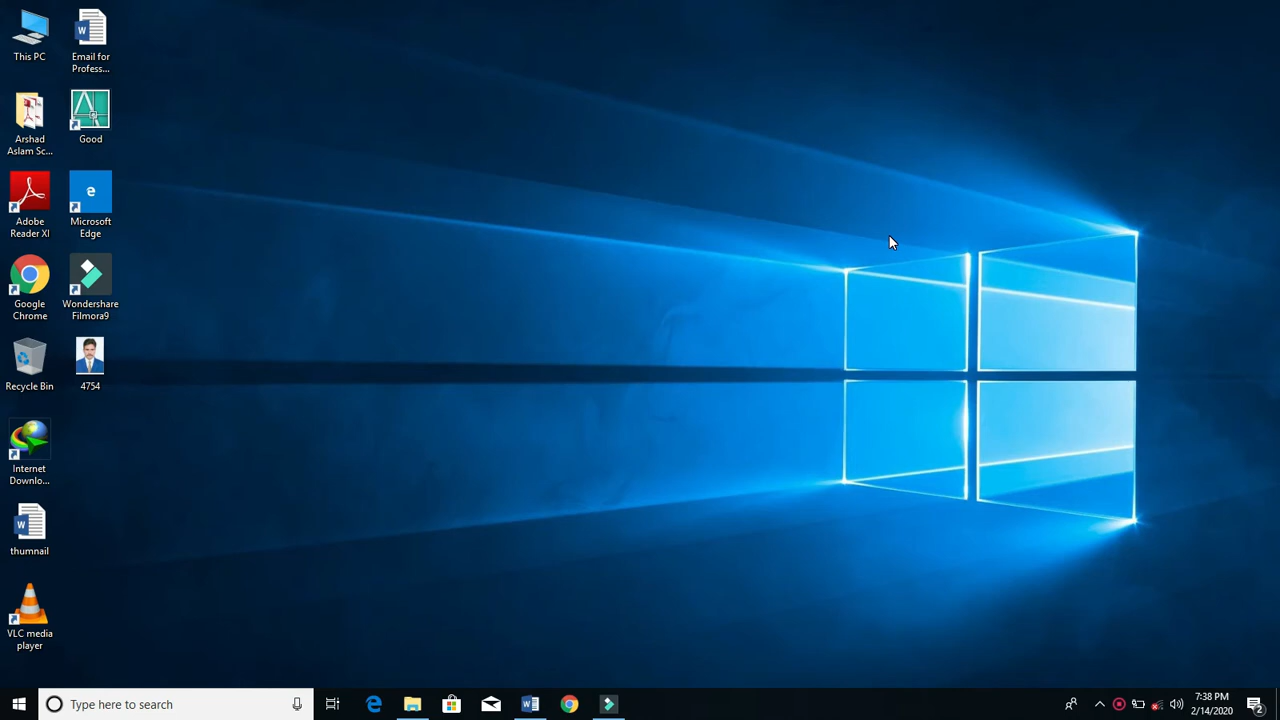 This PC
Email for
Profess...
Arshad
Aslam Sc...
Good
Adobe
Reader XI
Microsoft
Edge
Google
Chrome
Wondershare
Filmora9
Recycle Bin
4754
Internet
Downlo...
thumnail
VLC media
player
Type here to search
7:38 PM
2/14/2020
2